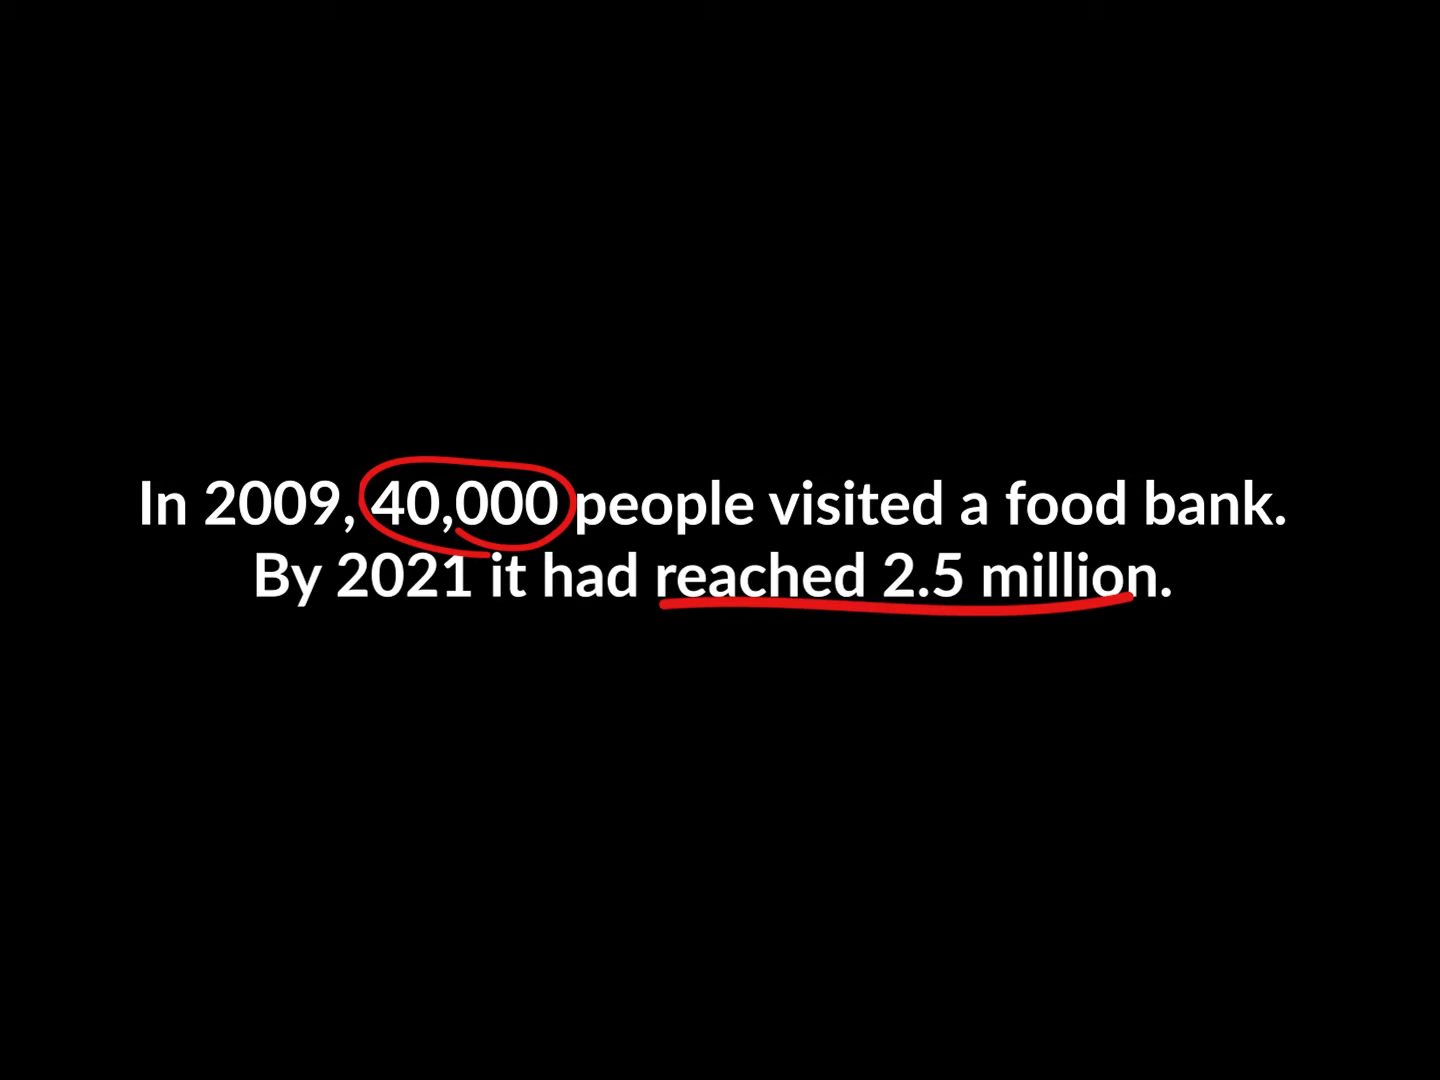 In 2009, 40,000 people visited a food bank.
By 2021 it had reached 2.5 million.